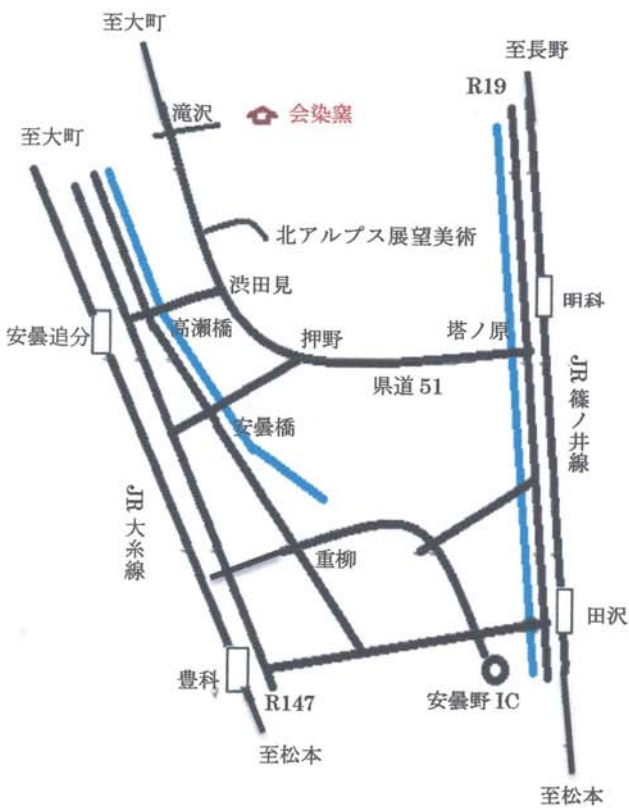 至大町
至長野
R19
滝沢
会染窯
至大町
北アルプス展望美術
渋田見
明科
高瀬橋
安曇追分
押野
塔ノ原
県道 51
JR 篠ノ井線
安曇橋
JR 大糸線
重柳
田沢
豊科
R147
安曇野 IC
至松本
至松本